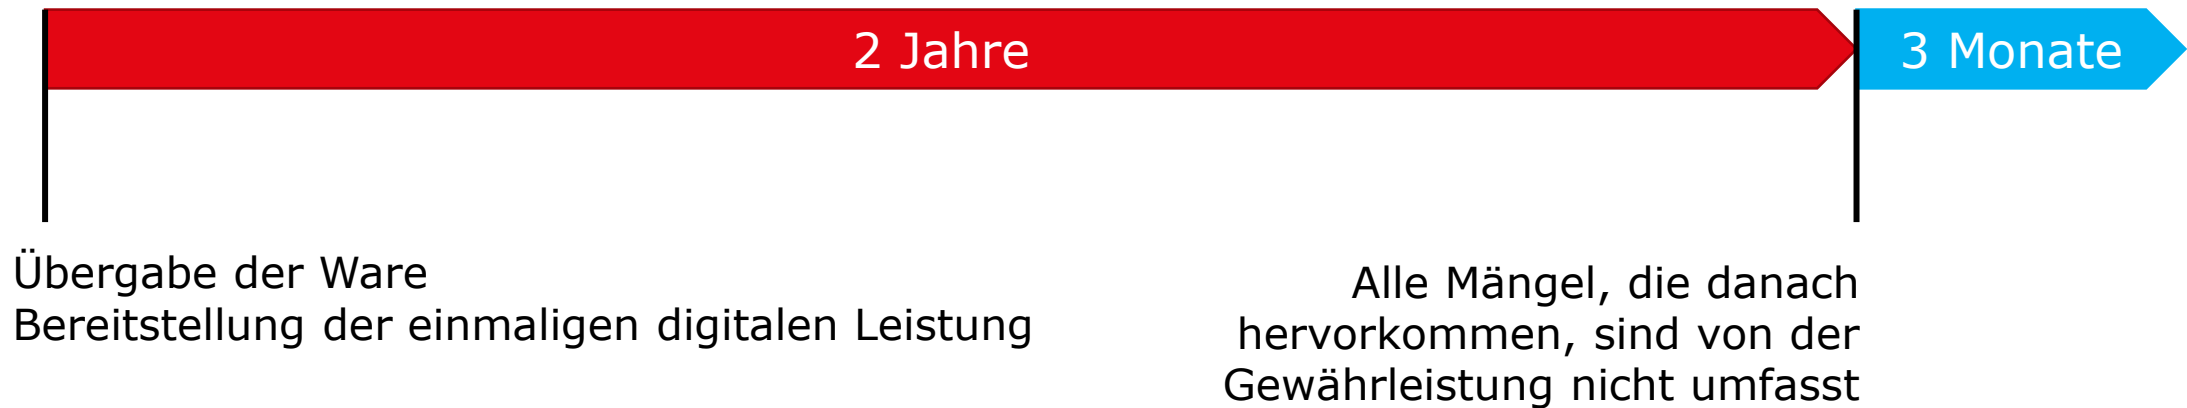 2 Jahre
3 Monate
Übergabe der Ware
Bereitstellung der einmaligen digitalen Leistung
Alle Mängel, die danach
hervorkommen, sind von der
Gewährleistung nicht umfasst